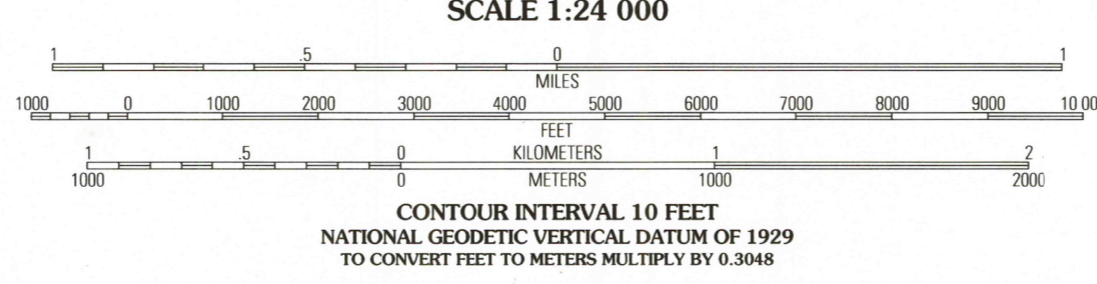 SCALE 1:24 000
1 .5 0 1
MILES
1000 0 1000 2000 3000 4000 5000 6000 7000 8000 9000 10 00
FEET
1 .5 0 KILOMETERS 1 2
1000 0 METERS 1000 2000
CONTOUR INTERVAL 10 FEET
NATIONAL GEODETIC VERTICAL DATUM OF 1929
TO CONVERT FEET TO METERS MULTIPLY BY 0.3048